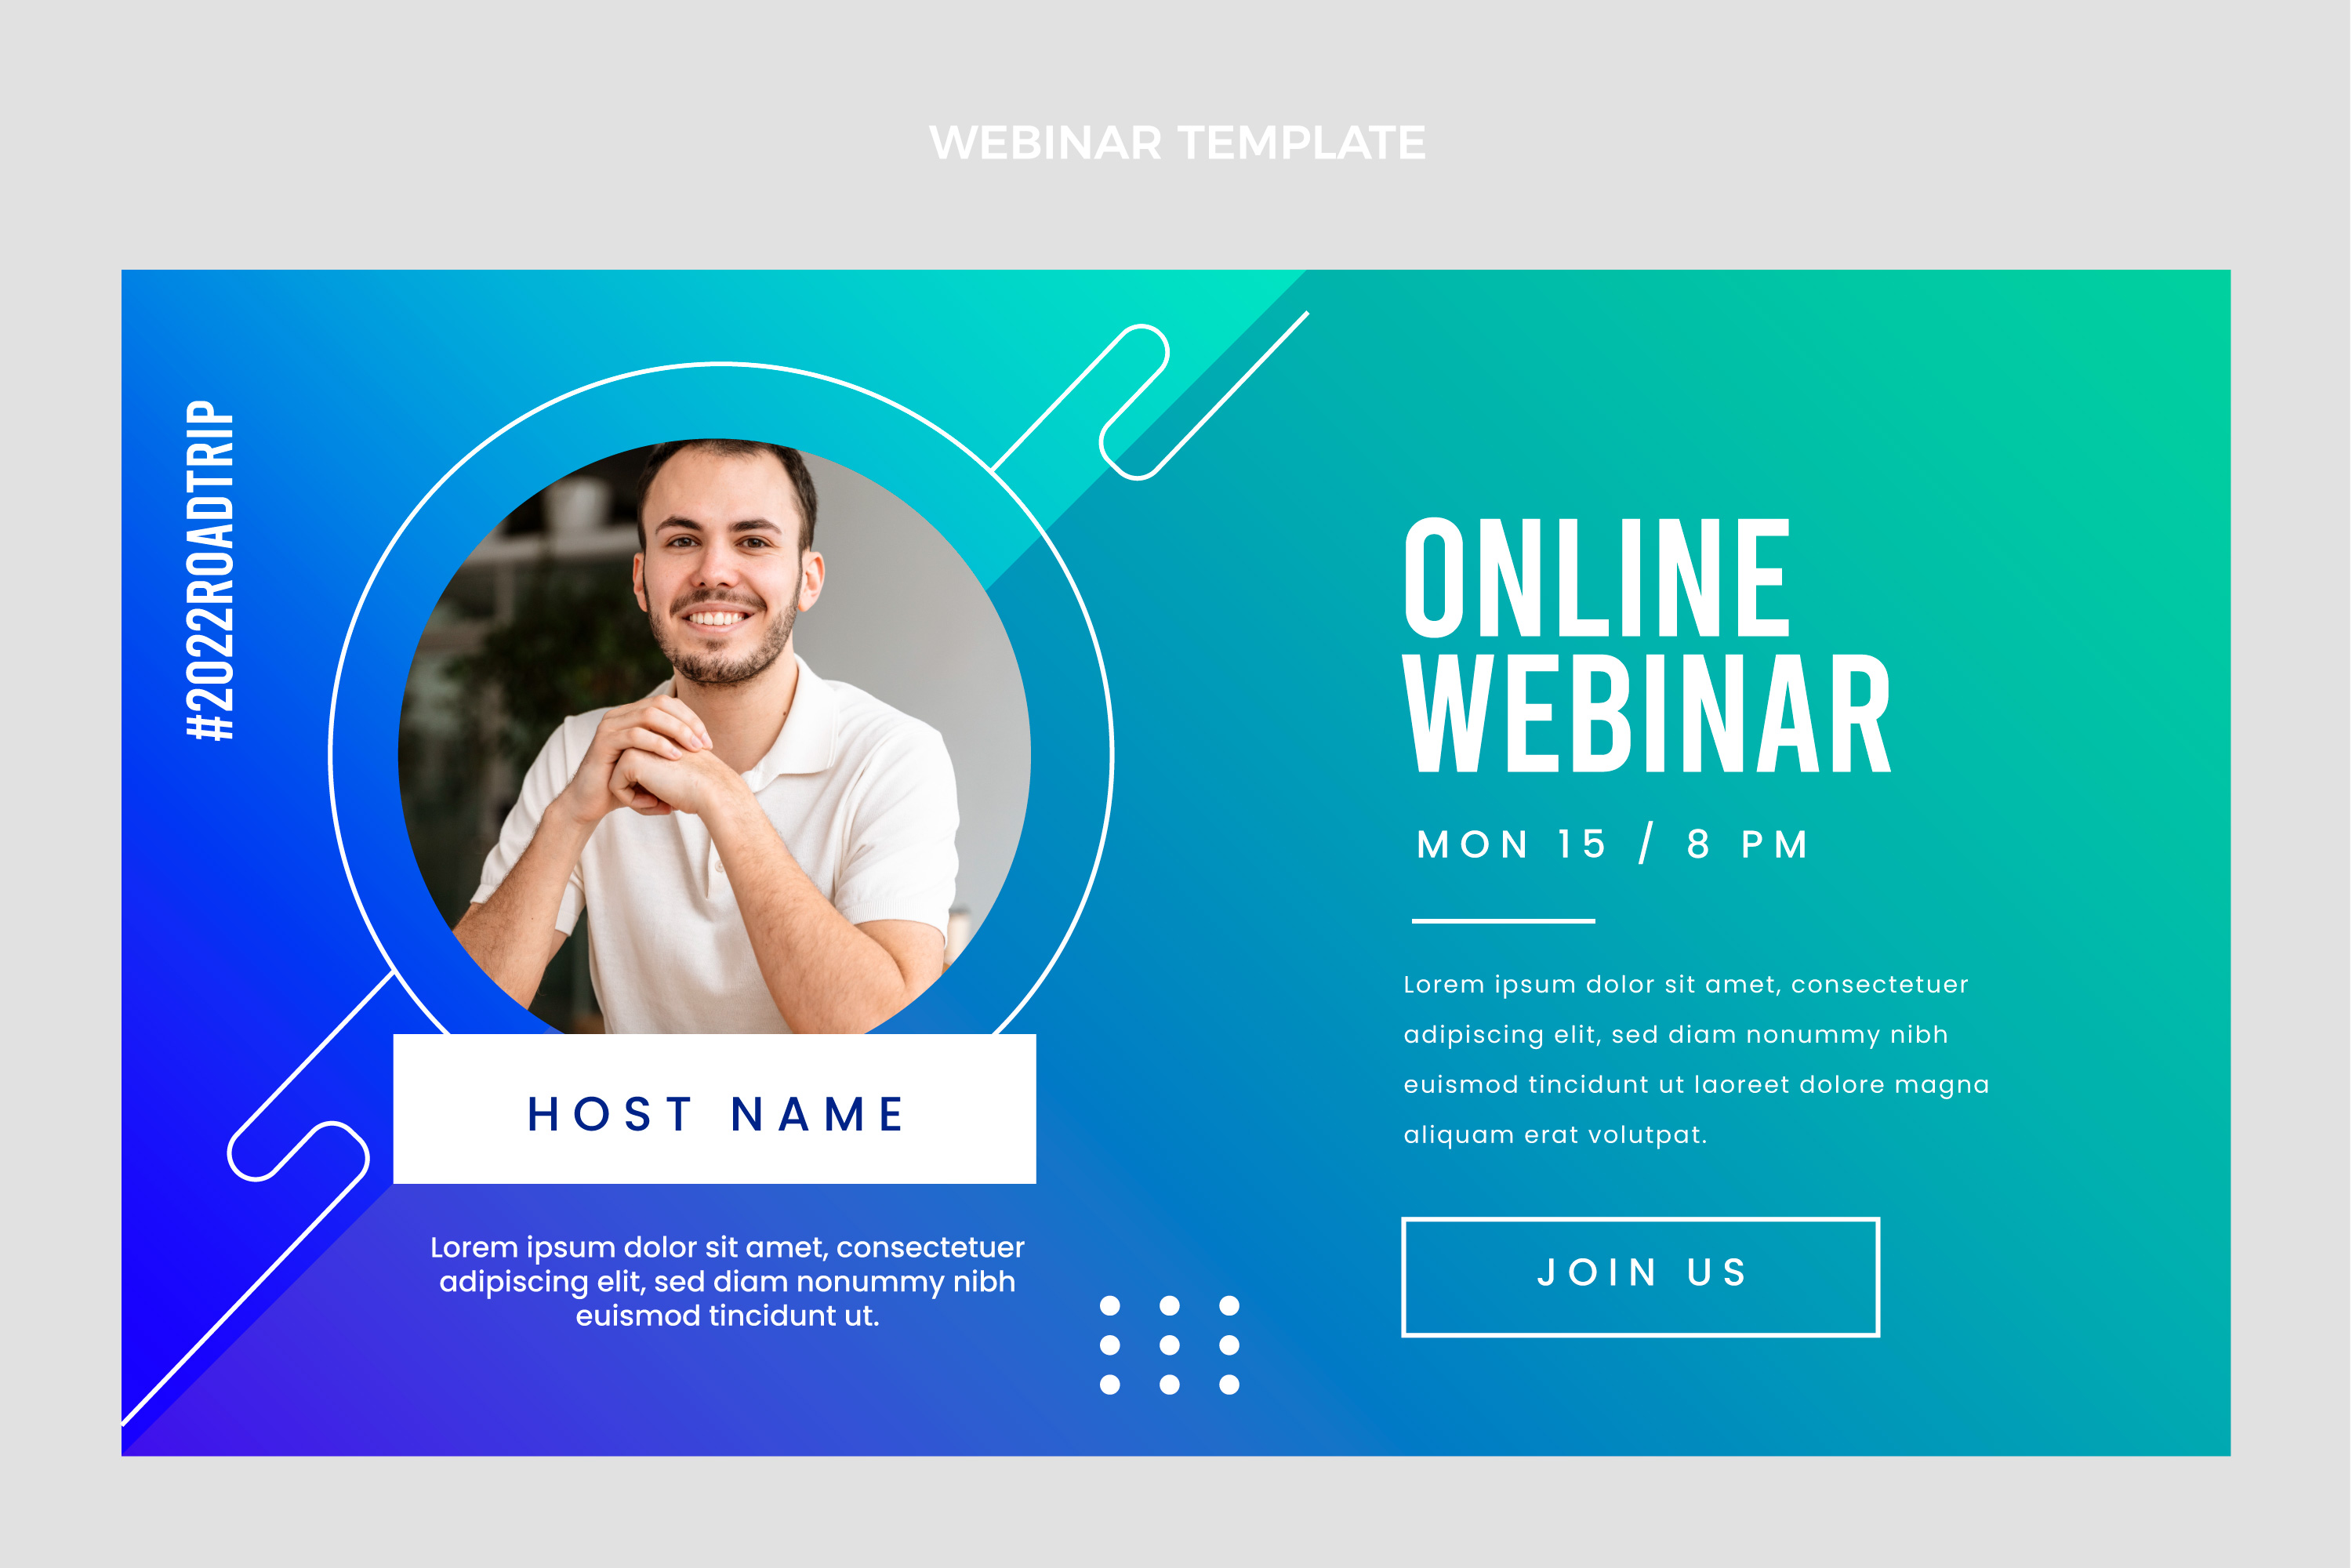 WEBINAR TEMPLATE
#2022ROADTRIP
HOST NAME
Lorem ipsum dolor sit amet, consectetuer
adipiscing elit, sed diam nonummy nibh
euismod tincidunt ut.
ONLINE
WEBINAR
MON 15 / 8 PM
Lorem ipsum dolor sit amet, consectetuer
adipiscing elit, sed diam nonummy nibh
euismod tincidunt ut laoreet dolore magna
aliquam erat volutpat.
JOIN US